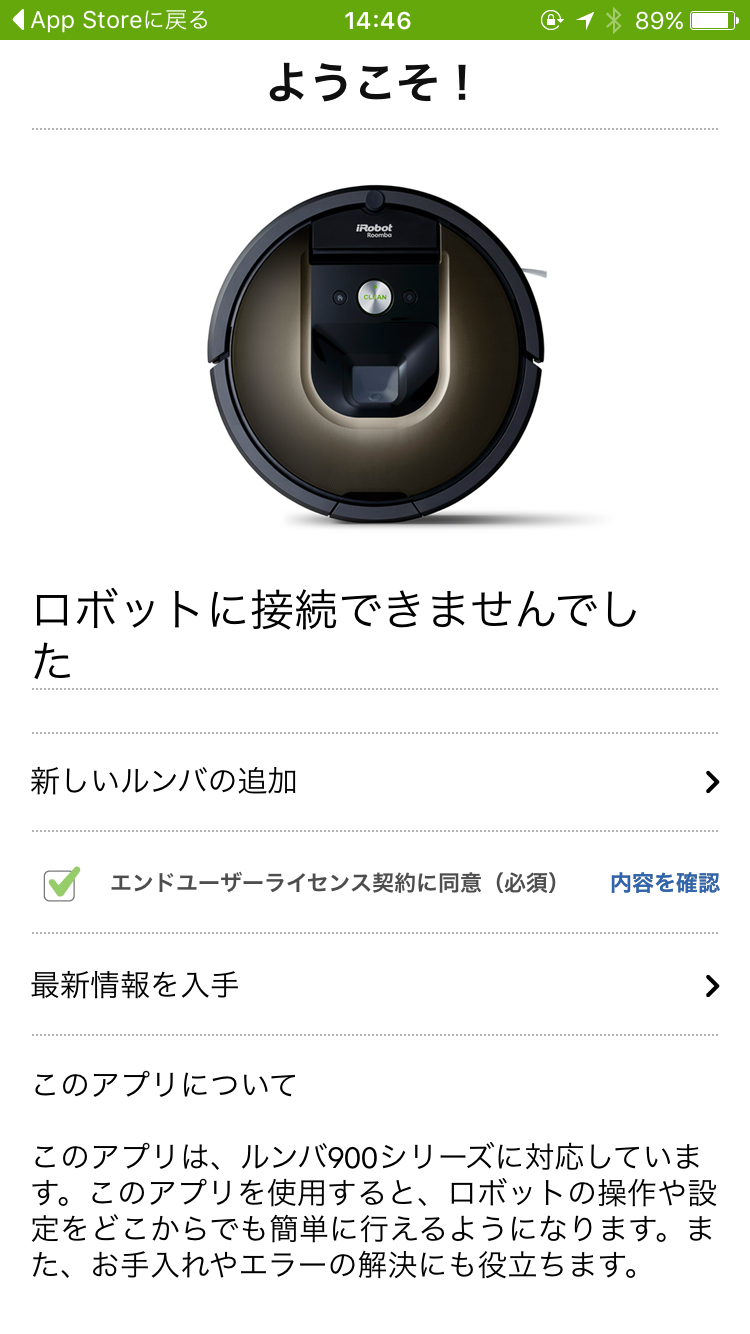 App Storeに戻る 14:46 89%
ようこそ！
iRobot
Roomba
CLEAN
ロボットに接続できませんでし
た
新しいルンバの追加
エンドユーザーライセンス契約に同意（必須） 内容を確認
最新情報を入手
このアプリについて
このアプリは、ルンバ900シリーズに対応していま
す。このアプリを使用すると、ロボットの操作や設
定をどこからでも簡単に行えるようになります。ま
た、お手入れやエラーの解決にも役立ちます。